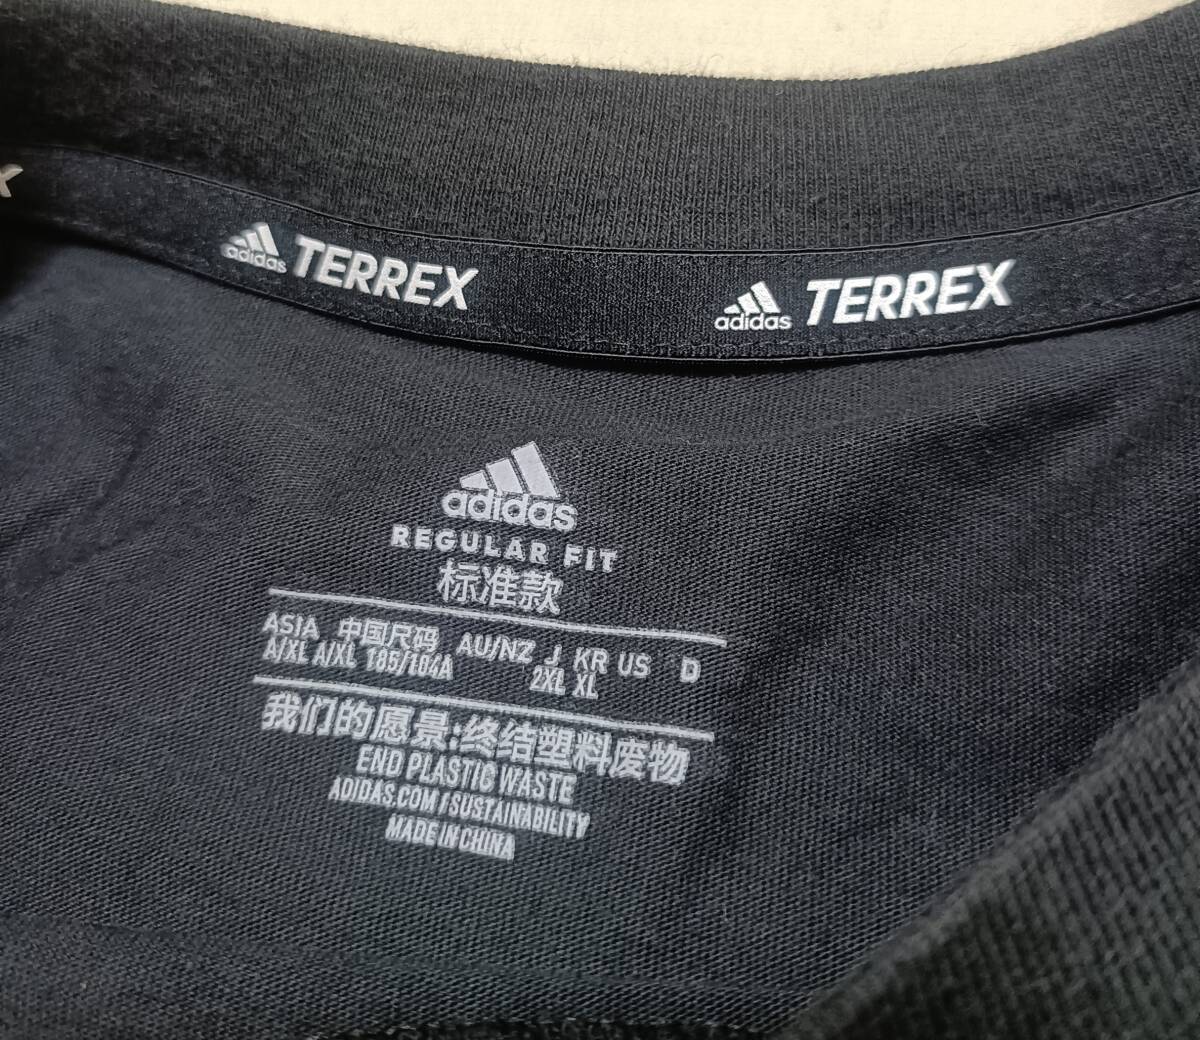 adidas TERREX
adidas TERREX
adidas
REGULAR FIT
标准款
ASIA 中国尺码 AU/NZ J KR US D
A/XL A/XL 185/104A 2XL XL
我们的愿景:终结塑料废物
END PLASTIC WASTE
ADIDAS.COM/SUSTAINABILITY
MADE IN CHINA